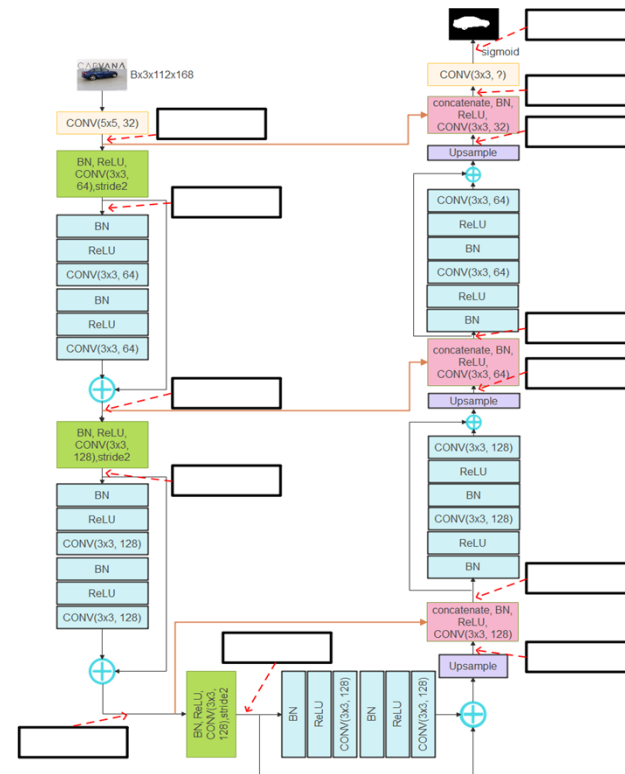 CARVANA
Bx3x112x168
CONV(5x5, 32)
BN, ReLU,
CONV(3x3,
64),stride2
BN
ReLU
CONV(3x3, 64)
BN
ReLU
CONV(3x3, 64)
BN, ReLU,
CONV(3x3,
128),stride2
BN
ReLU
CONV(3x3, 128)
BN
ReLU
CONV(3x3, 128)
BN, ReLU,
CONV(3x3,
128),stride2
BN
ReLU
CONV(3x3, 128)
BN
ReLU
CONV(3x3, 128)
sigmoid
CONV(3x3, ?)
concatenate, BN,
ReLU,
CONV(3x3, 32)
Upsample
CONV(3x3, 64)
ReLU
BN
CONV(3x3, 64)
ReLU
BN
concatenate, BN,
ReLU,
CONV(3x3, 64)
Upsample
CONV(3x3, 128)
ReLU
BN
CONV(3x3, 128)
ReLU
BN
concatenate, BN,
ReLU,
CONV(3x3, 128)
Upsample